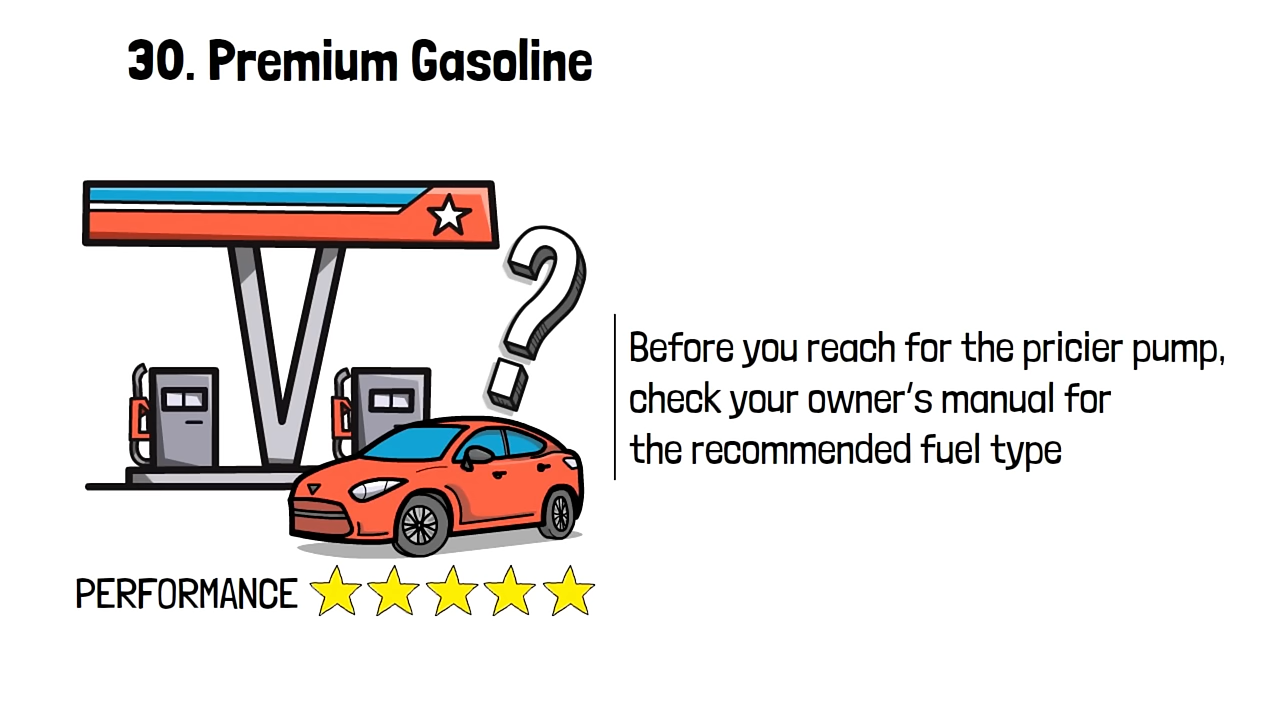 30. Premium Gasoline
Before you reach for the pricier pump,
check your owner's manual for
the recommended fuel type
PERFORMANCE